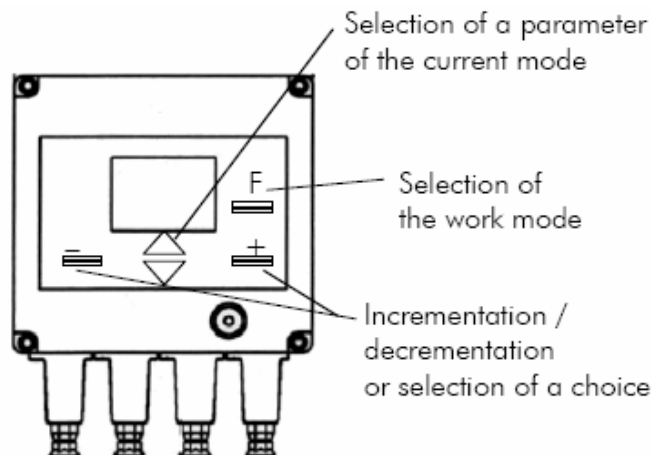 Selection of a parameter
of the current mode
F
Selection of
the work mode
−
+
Incrementation /
decrementation
or selection of a choice